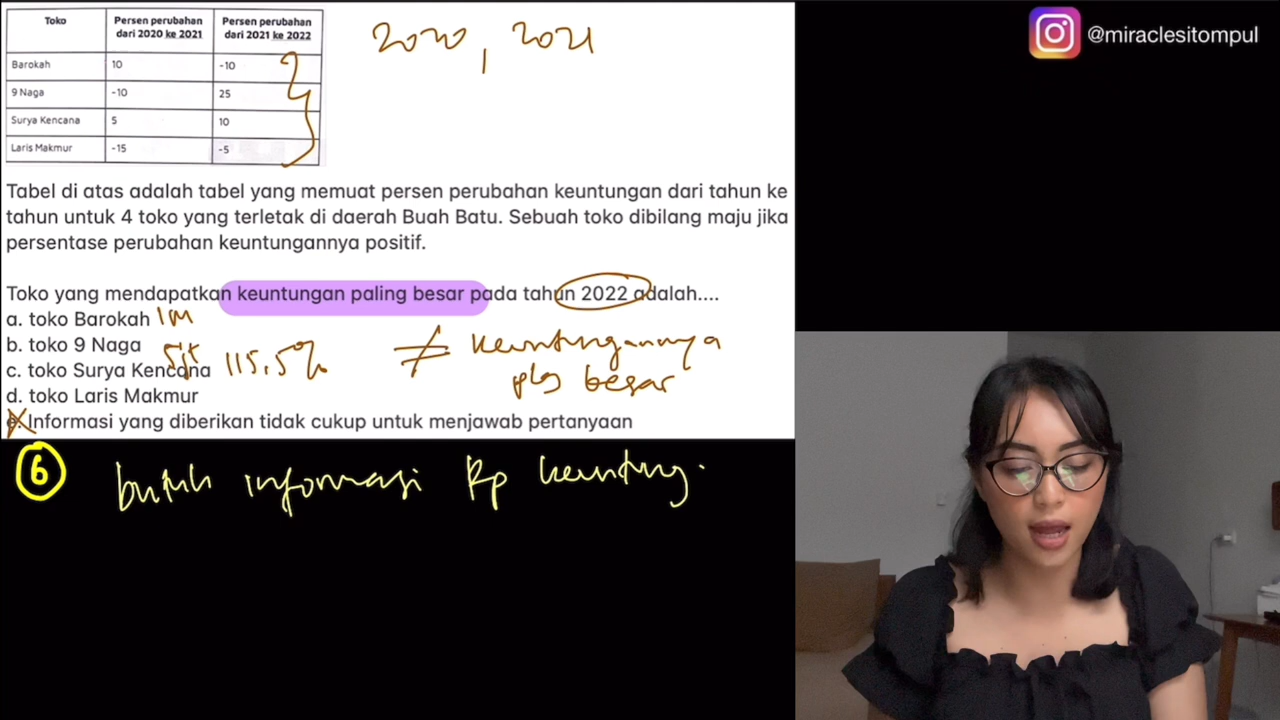 Toko Persen perubahan dari 2020 ke 2021 Persen perubahan dari 2021 ke 2022
Barokah 10 -10
9 Naga -10 25
Surya Kencana 5 10
Laris Makmur -15 -5
2020, 2021
@miraclesitompul
Tabel di atas adalah tabel yang memuat persen perubahan keuntungan dari tahun ke
tahun untuk 4 toko yang terletak di daerah Buah Batu. Sebuah toko dibilang maju jika
persentase perubahan keuntungannya positif.
Toko yang mendapatkan keuntungan paling besar pada tahun 2022 adalah....
a. toko Barokah 1M
b. toko 9 Naga
c. toko Surya Kencana 115,5%
≠ keuntungannya
plg besar
d. toko Laris Makmur
e. Informasi yang diberikan tidak cukup untuk menjawab pertanyaan
6 butuh informasi Rp keuntung.